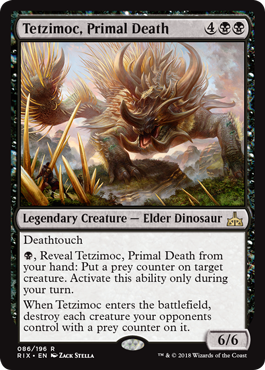 Tetzimoc, Primal Death 4
Legendary Creature — Elder Dinosaur
Deathtouch
, Reveal Tetzimoc, Primal Death from
your hand: Put a prey counter on target
creature. Activate this ability only during
your turn.
When Tetzimoc enters the battlefield,
destroy each creature your opponents
control with a prey counter on it.
6/6
086/196 R
RIX • EN Zack Stella
™ & © 2018 Wizards of the Coast